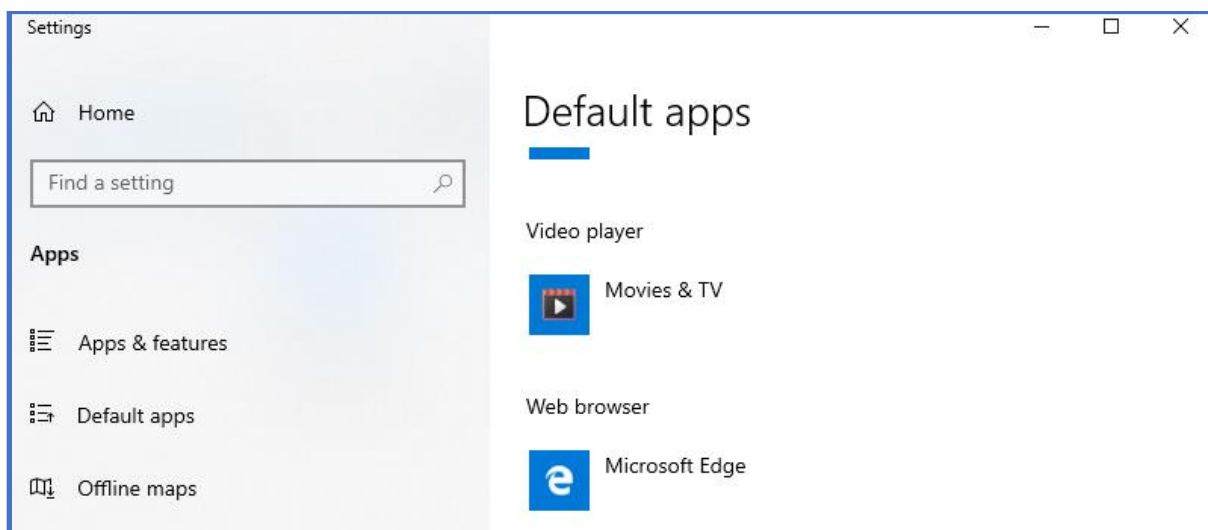 Settings
Home
Find a setting
Apps
Apps & features
Default apps
Offline maps
Default apps
Video player
Movies & TV
Web browser
Microsoft Edge